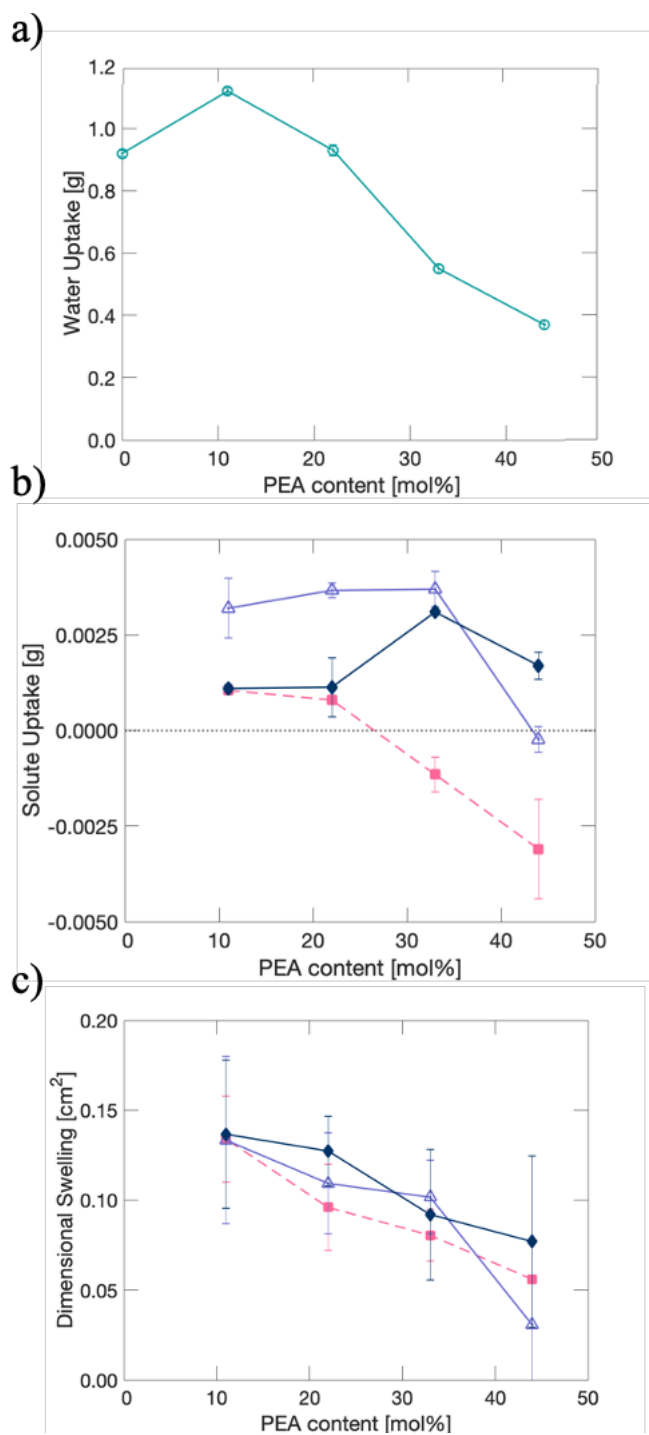 a)
1.2
1.0
0.8
0.6
0.4
0.2
0.0
Water Uptake [g]
0 10 20 30 40 50
PEA content [mol%]
b)
0.0050
0.0025
0.0000
-0.0025
-0.0050
Solute Uptake [g]
0 10 20 30 40 50
PEA content [mol%]
c)
0.20
0.15
0.10
0.05
0.00
Dimensional Swelling [cm²]
0 10 20 30 40 50
PEA content [mol%]